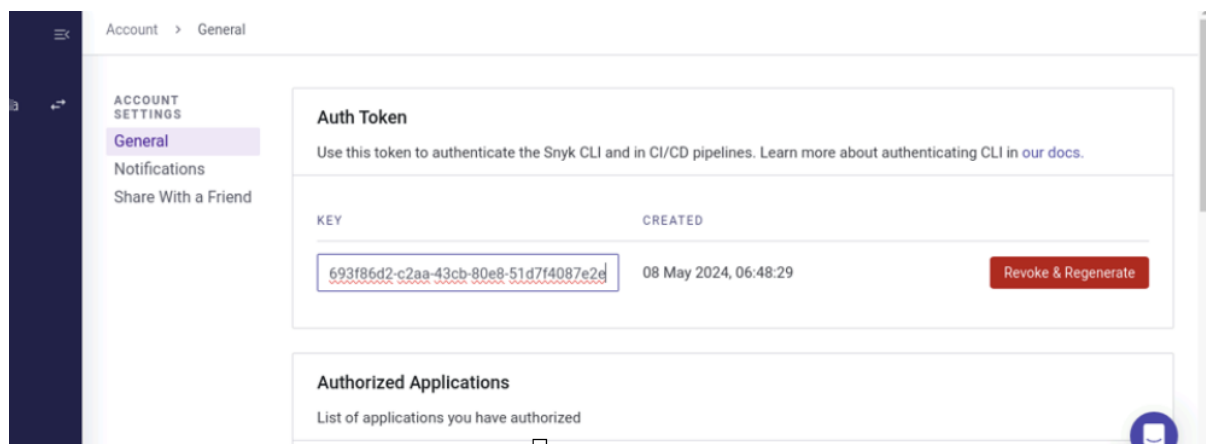 Account > General
ACCOUNT
SETTINGS
General
Notifications
Share With a Friend
Auth Token
Use this token to authenticate the Snyk CLI and in CI/CD pipelines. Learn more about authenticating CLI in our docs.
KEY CREATED
693f86d2-c2aa-43cb-80e8-51d7f4087e2e 08 May 2024, 06:48:29 Revoke & Regenerate
Authorized Applications
List of applications you have authorized